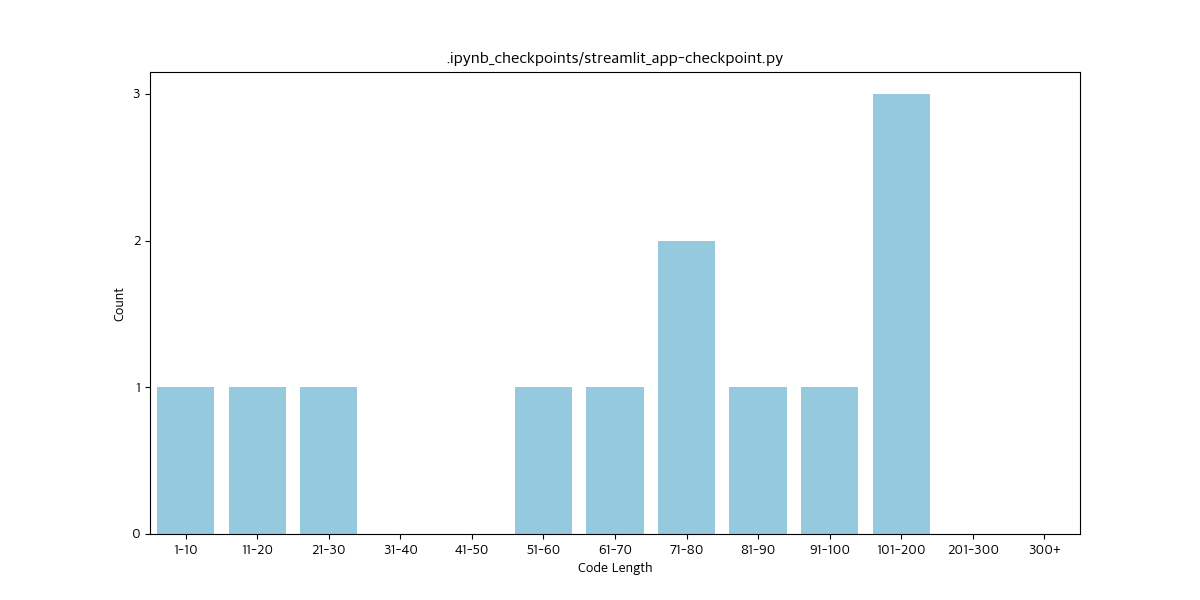 .ipynb_checkpoints/streamlit_app-checkpoint.py
3
2
1
0
Count
1-10 11-20 21-30 31-40 41-50 51-60 61-70 71-80 81-90 91-100 101-200 201-300 300+
Code Length